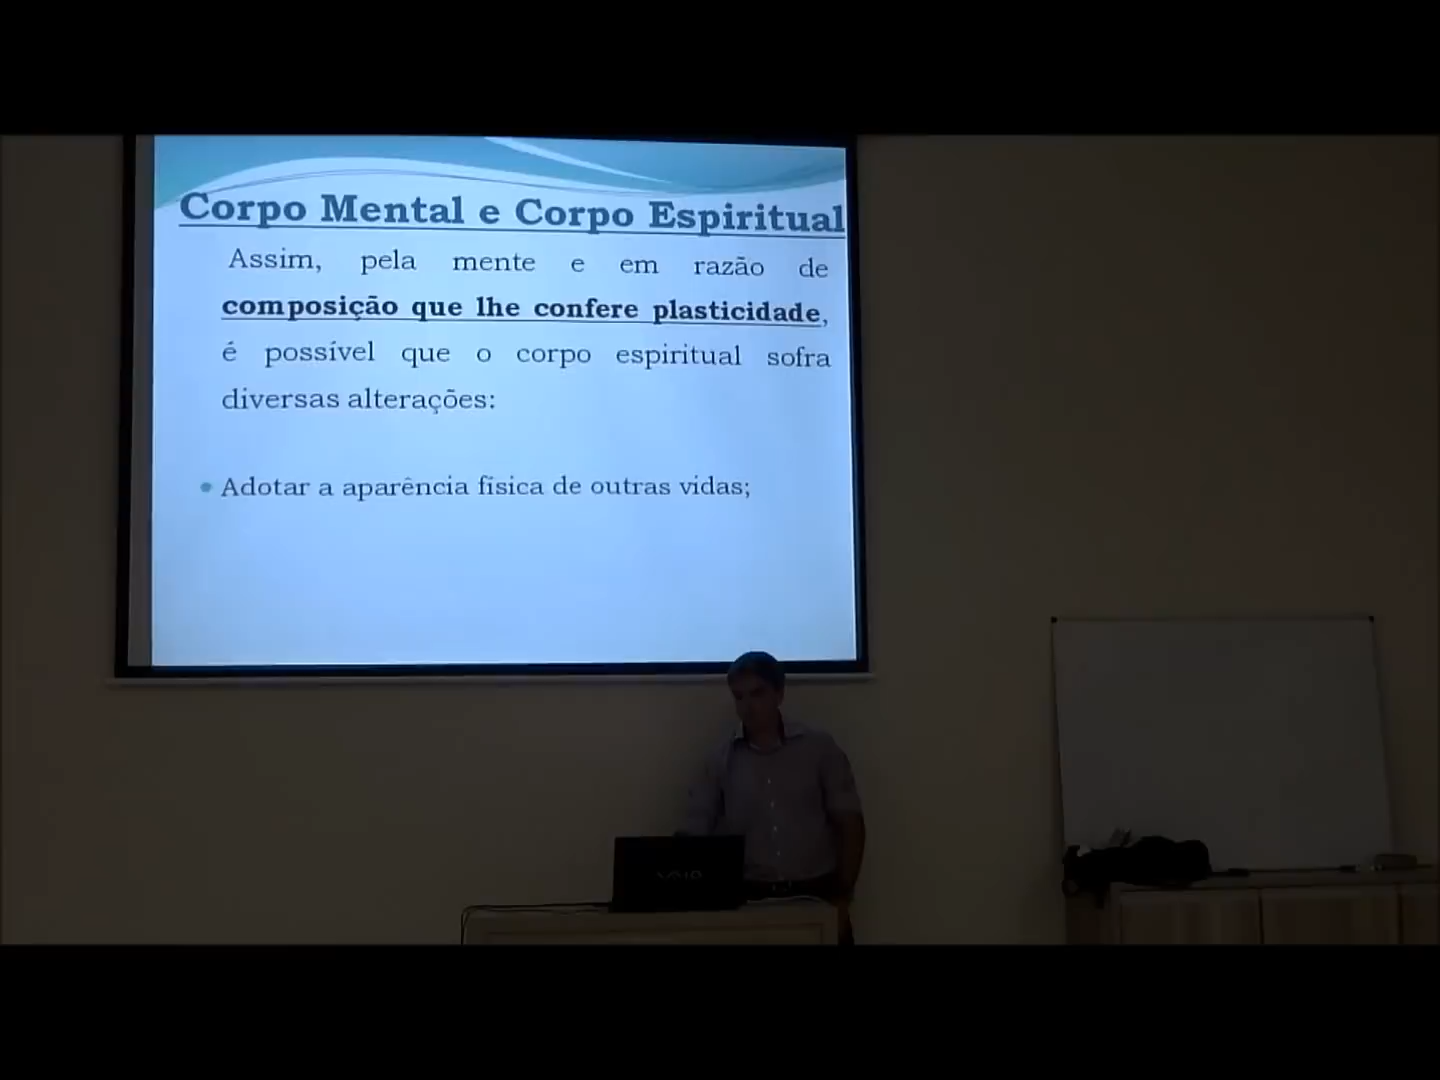 Corpo Mental e Corpo Espiritual
Assim, pela mente e em razão de
composição que lhe confere plasticidade,
é possível que o corpo espiritual sofra
diversas alterações:
• Adotar a aparência física de outras vidas;
VAIO